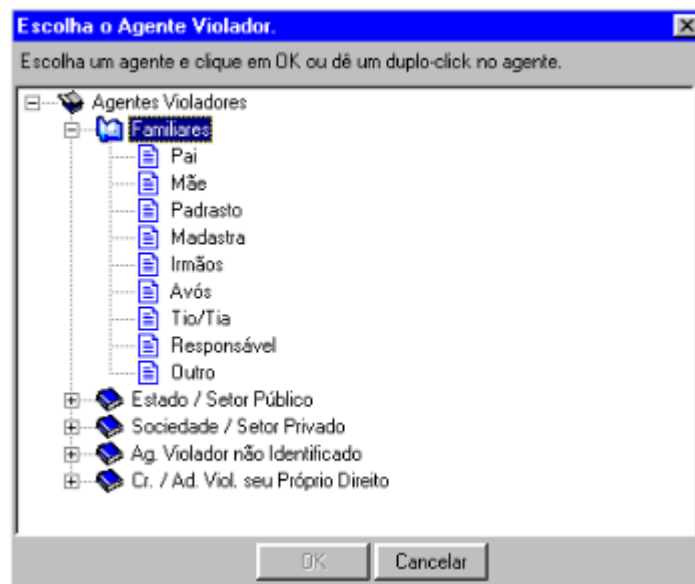 Escolha o Agente Violador.
Escolha um agente e clique em OK ou dê um duplo-click no agente.
Agentes Violadores
Familiares
Pai
Mãe
Padrasto
Madastra
Irmãos
Avós
Tio/Tia
Responsável
Outro
Estado / Setor Público
Sociedade / Setor Privado
Ag. Violador não Identificado
Cr. / Ad. Viol. seu Próprio Direito
OK Cancelar